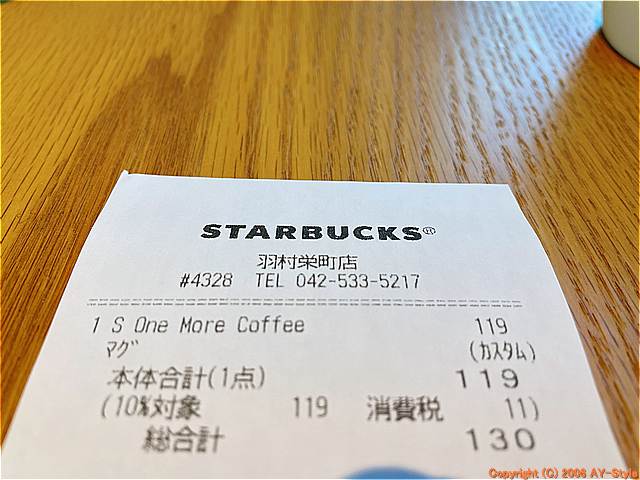 STARBUCKS®
羽村栄町店
#4328 TEL 042-533-5217
1 S One More Coffee 119
マグ (カスタム)
本体合計(1点) 119
(10%対象 119 消費税 11)
総合計 130
Copyright (C) 2006 AY-Style